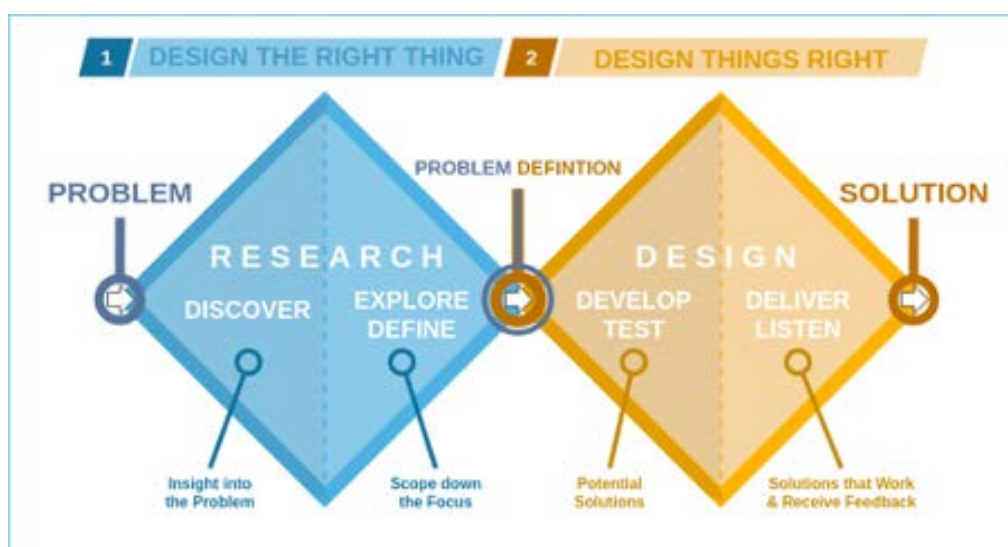 1 DESIGN THE RIGHT THING 2 DESIGN THINGS RIGHT
PROBLEM DEFINTION
PROBLEM
SOLUTION
RESEARCH
DISCOVER
EXPLORE
DEFINE
DESIGN
DEVELOP
TEST
DELIVER
LISTEN
Insight into
the Problem
Scope down
the Focus
Potential
Solutions
Solutions that Work
& Receive Feedback